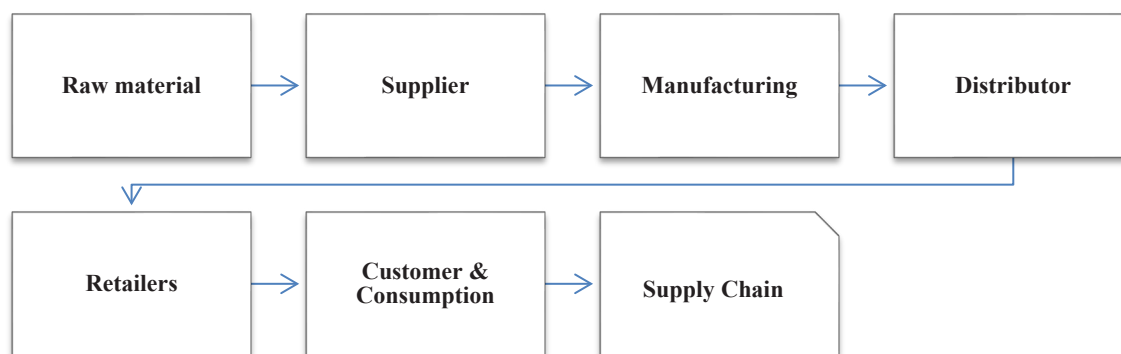 Raw material
Supplier
Manufacturing
Distributor
Retailers
Customer &
Consumption
Supply Chain